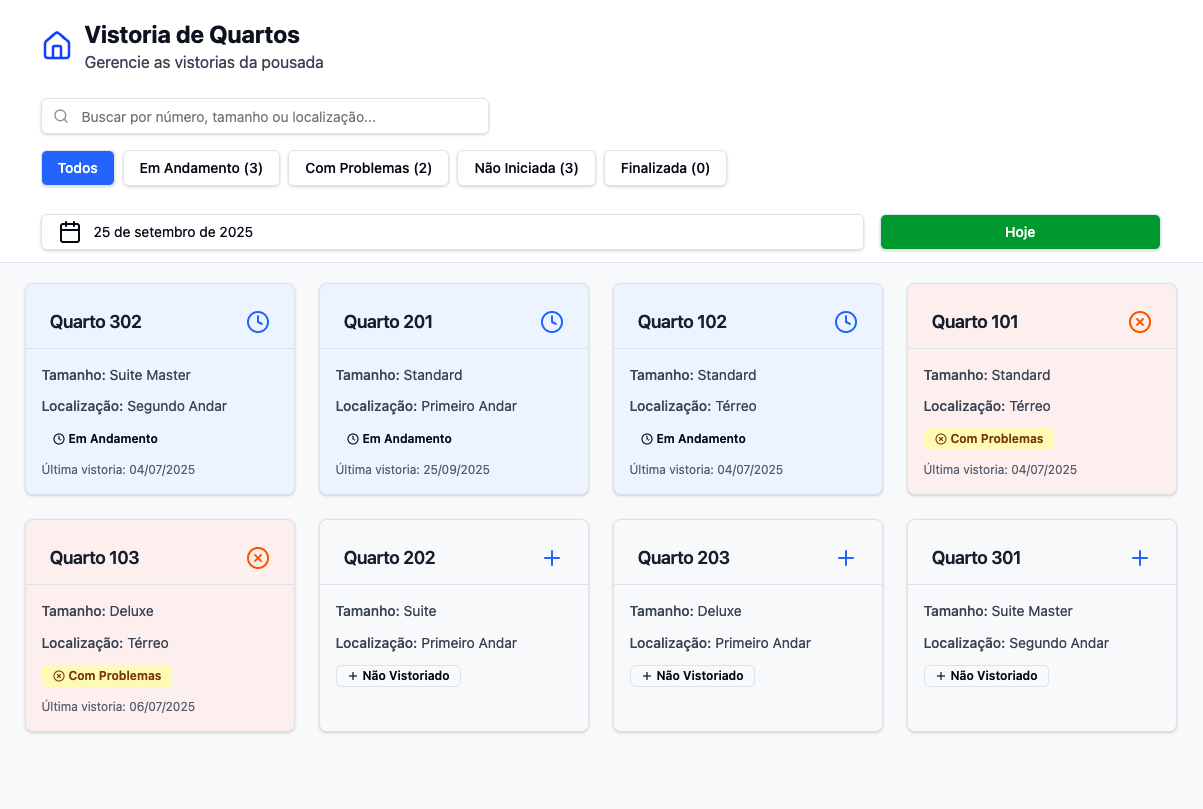 Vistoria de Quartos
Gerencie as vistorias da pousada
Buscar por número, tamanho ou localização...
Todos
Em Andamento (3)
Com Problemas (2)
Não Iniciada (3)
Finalizada (0)
25 de setembro de 2025
Hoje
Quarto 302
Tamanho: Suite Master
Localização: Segundo Andar
Em Andamento
Última vistoria: 04/07/2025
Quarto 201
Tamanho: Standard
Localização: Primeiro Andar
Em Andamento
Última vistoria: 25/09/2025
Quarto 102
Tamanho: Standard
Localização: Térreo
Em Andamento
Última vistoria: 04/07/2025
Quarto 101
Tamanho: Standard
Localização: Térreo
Com Problemas
Última vistoria: 04/07/2025
Quarto 103
Tamanho: Deluxe
Localização: Térreo
Com Problemas
Última vistoria: 06/07/2025
Quarto 202
Tamanho: Suite
Localização: Primeiro Andar
Não Vistoriado
Quarto 203
Tamanho: Deluxe
Localização: Primeiro Andar
Não Vistoriado
Quarto 301
Tamanho: Suite Master
Localização: Segundo Andar
Não Vistoriado